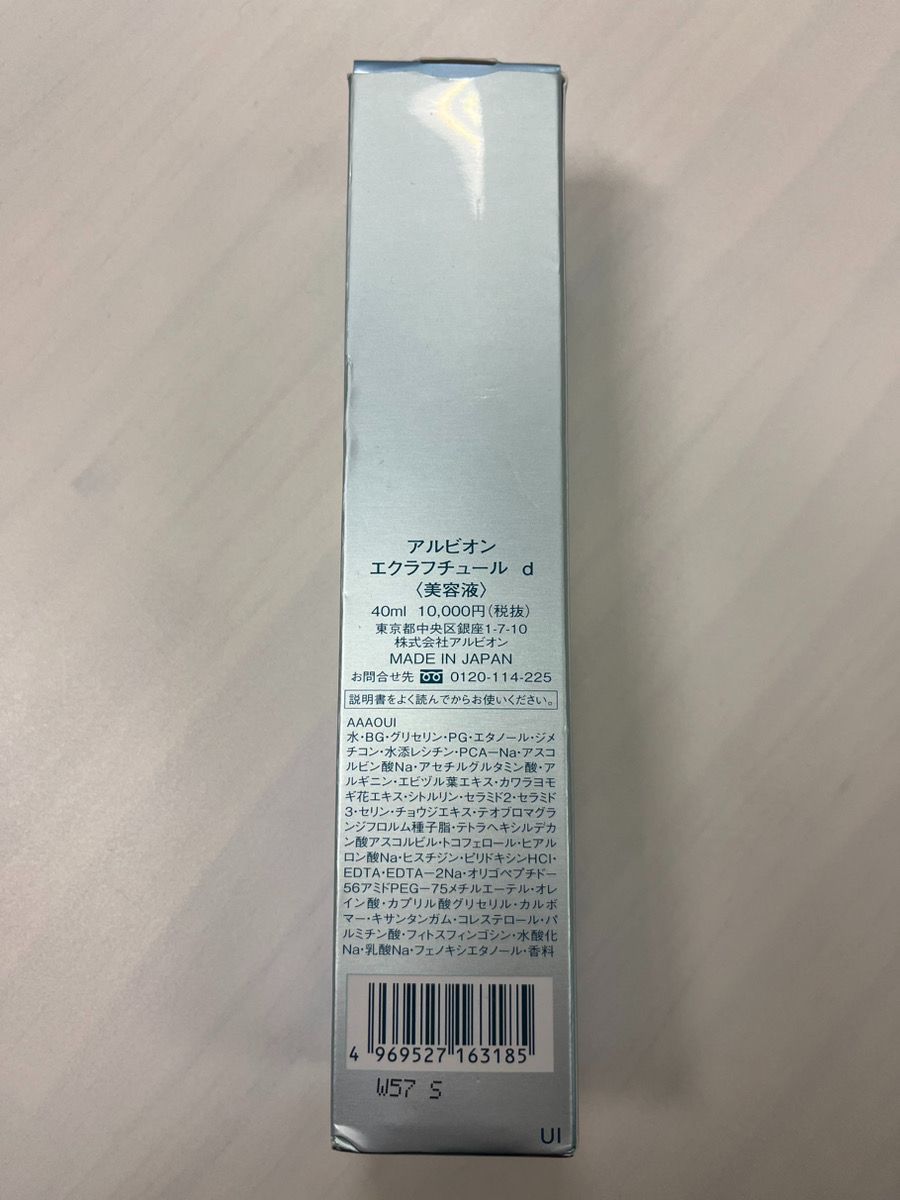 アルビオン
エクラフチュール d
〈美容液〉
40ml 10,000円(税抜)
東京都中央区銀座1-7-10
株式会社アルビオン
MADE IN JAPAN
お問合せ先 0120-114-225
説明書をよく読んでからお使いください。
AAAOUI
水・BG・グリセリン・PG・エタノール・ジメ
チコン・水添レシチン・PCA-Na・アスコ
ルビン酸Na・アセチルグルタミン酸・ア
ルギニン・エビヅル葉エキス・カワラヨモ
ギ花エキス・シトルリン・セラミド2・セラミド
3・セリン・チョウジエキス・テオブロマグラ
ンジフロルム種子脂・テトラヘキシルデカ
ン酸アスコルビル・トコフェロール・ヒアル
ロン酸Na・ヒスチジン・ピリドキシンHCl・
EDTA・EDTA-2Na・オリゴペプチド-
56アミドPEG-75メチルエーテル・オレ
イン酸・カプリル酸グリセリル・カルボ
マー・キサンタンガム・コレステロール・パ
ルミチン酸・フィトスフィンゴシン・水酸化
Na・乳酸Na・フェノキシエタノール・香料
4 969527 163185
W57 S
UI